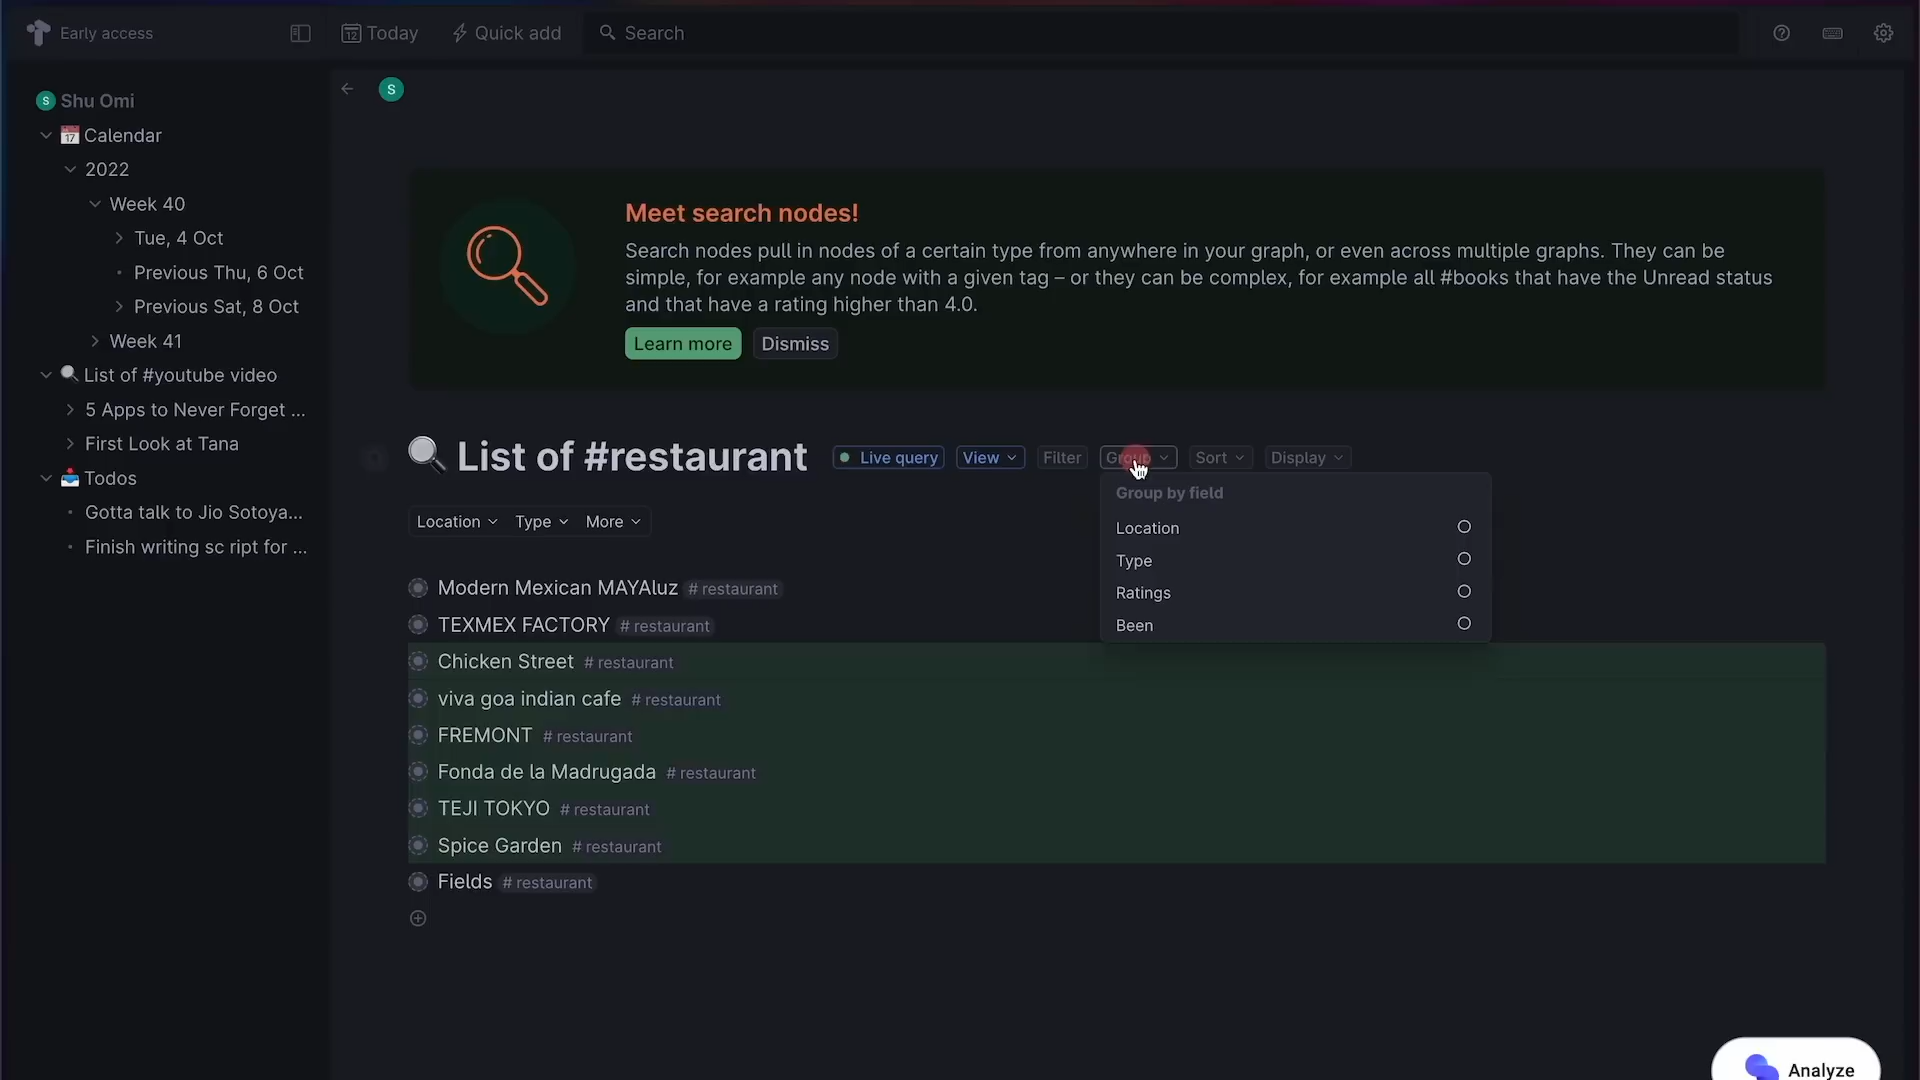 Early access
12 Today
Quick add
Search
S Shu Omi
17 Calendar
2022
Week 40
Tue, 4 Oct
Previous Thu, 6 Oct
Previous Sat, 8 Oct
Week 41
List of #youtube video
5 Apps to Never Forget ...
First Look at Tana
Todos
Gotta talk to Jio Sotoya...
Finish writing sc ript for ...
S
Meet search nodes!
Search nodes pull in nodes of a certain type from anywhere in your graph, or even across multiple graphs. They can be
simple, for example any node with a given tag – or they can be complex, for example all #books that have the Unread status
and that have a rating higher than 4.0.
Learn more Dismiss
List of #restaurant Live query View Filter Group Sort Display
Group by field
Location
Type
Ratings
Been
Location Type More
Modern Mexican MAYAluz # restaurant
TEXMEX FACTORY # restaurant
Chicken Street # restaurant
viva goa indian cafe # restaurant
FREMONT # restaurant
Fonda de la Madrugada # restaurant
TEJI TOKYO # restaurant
Spice Garden # restaurant
Fields # restaurant
Analyze